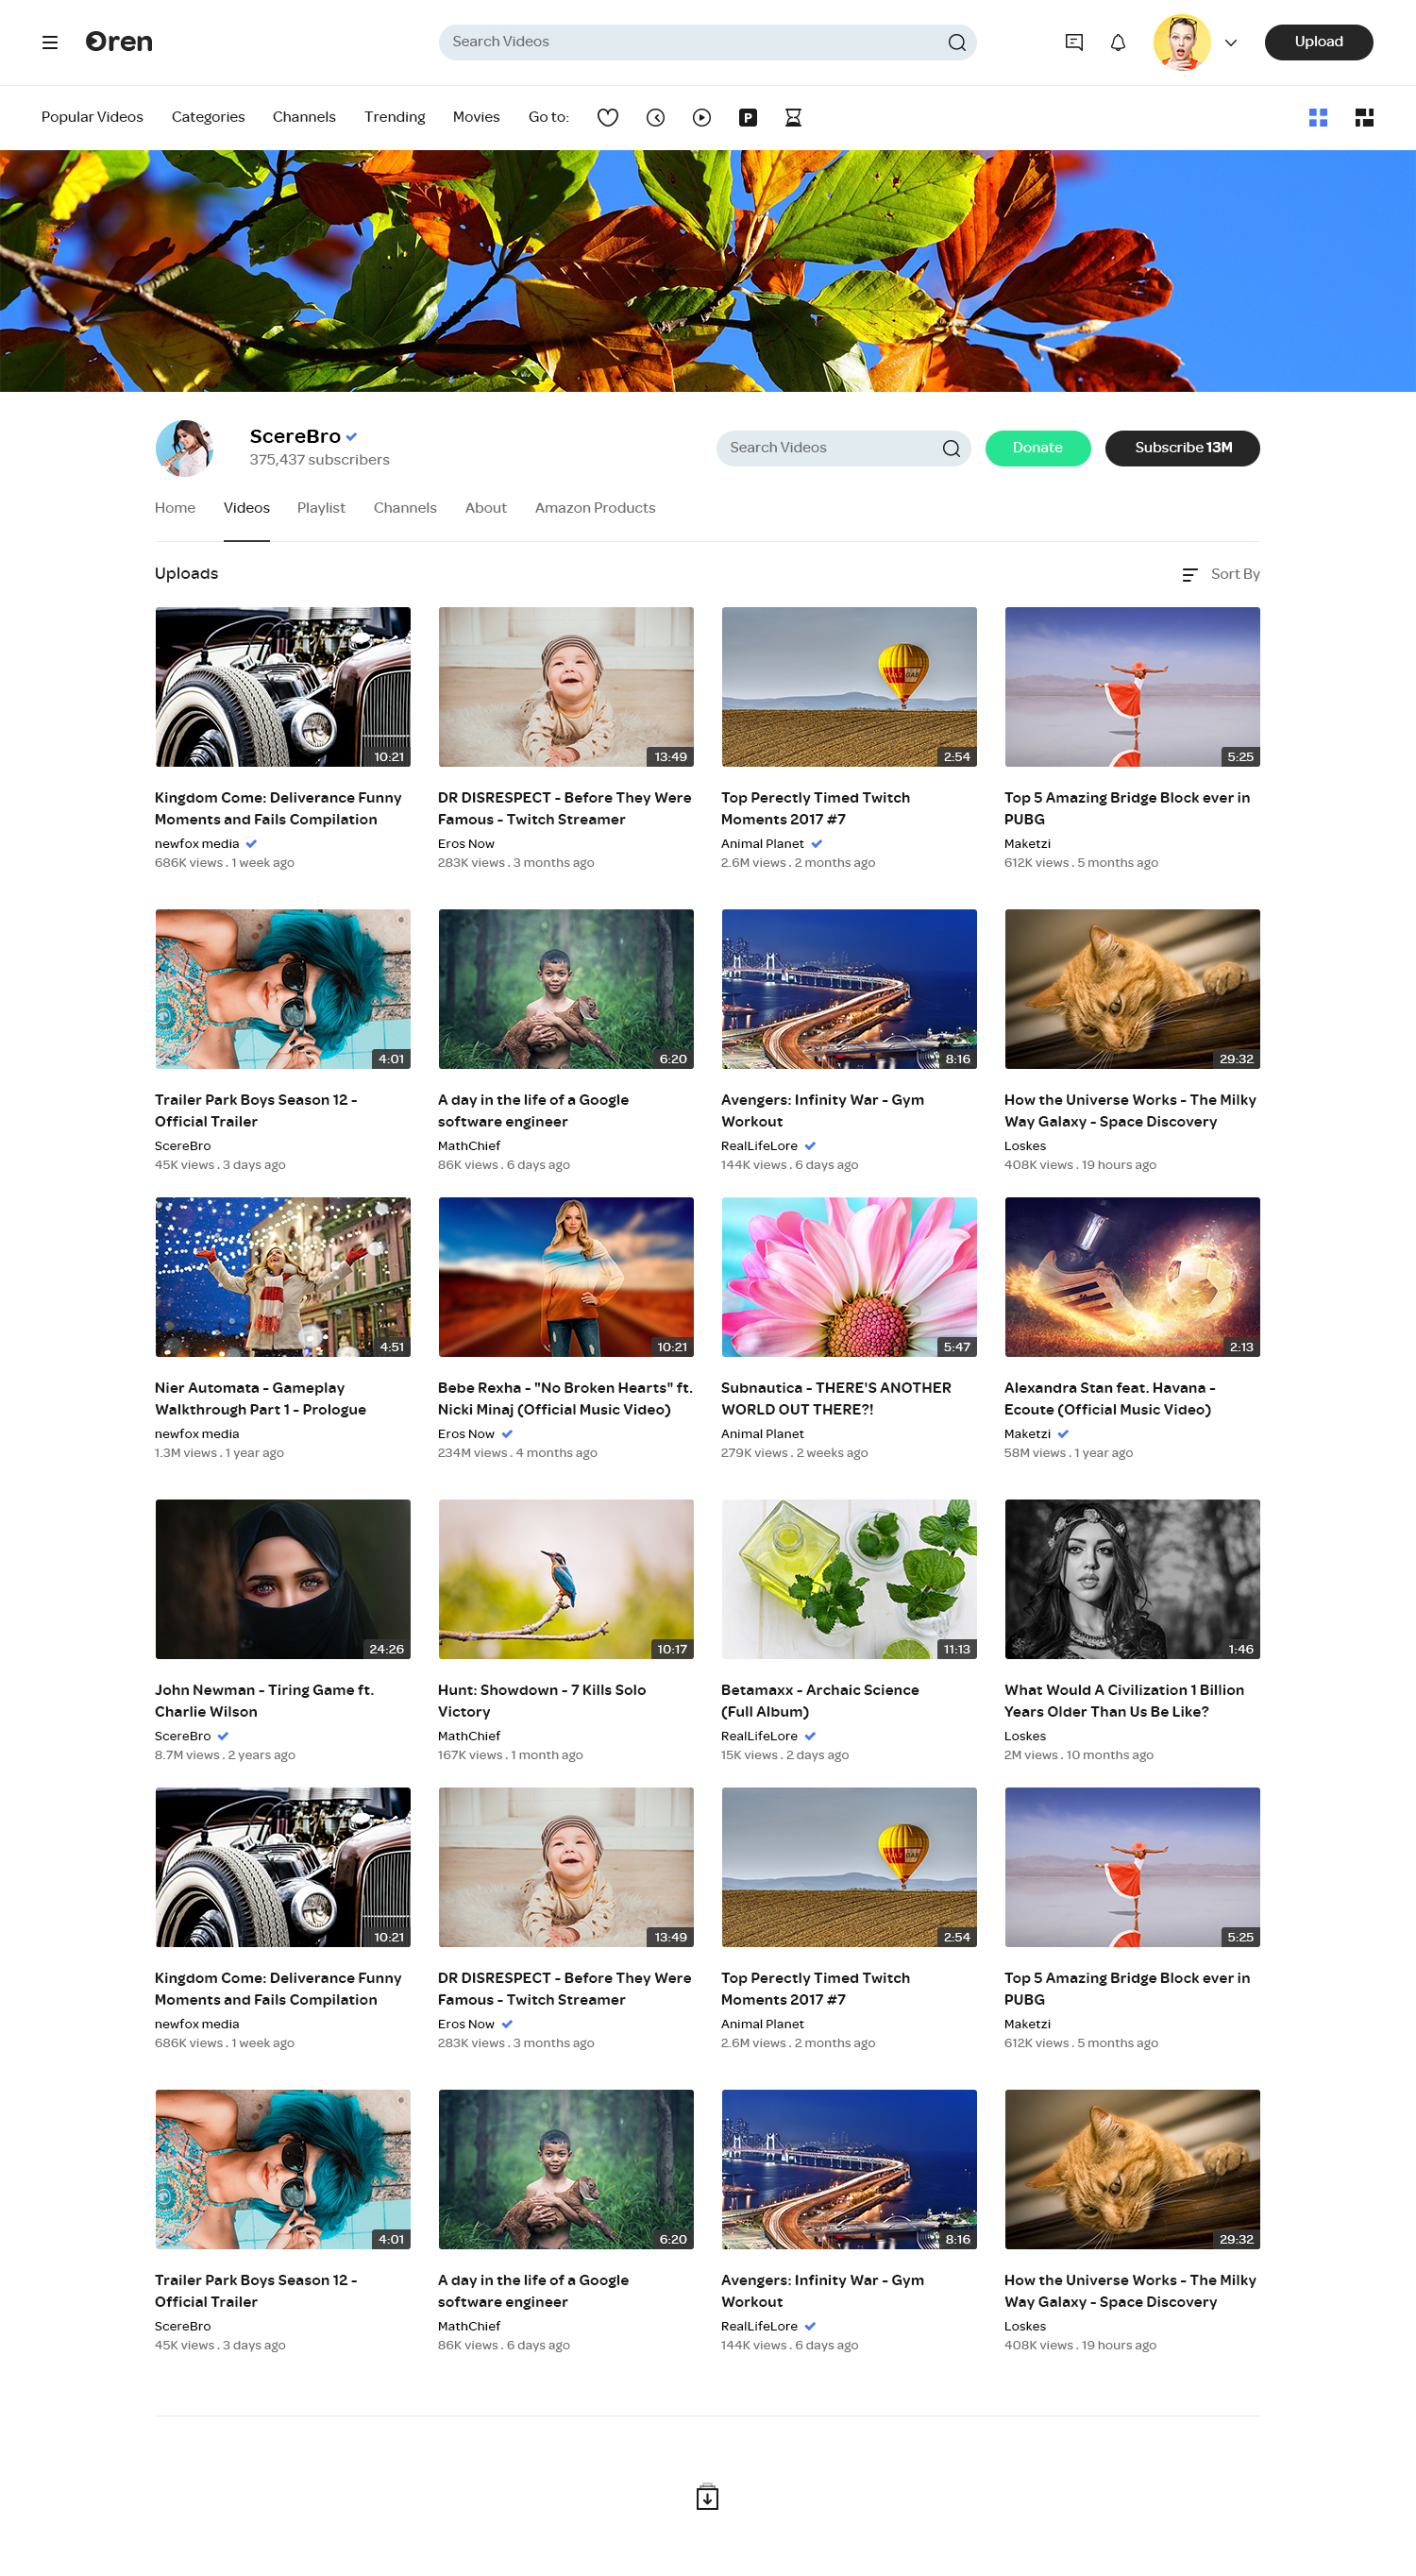 Oren
Search Videos
Upload
Popular Videos Categories Channels Trending Movies Go to: P
ScereBro
375,437 subscribers
Search Videos
Donate
Subscribe 13M
Home Videos Playlist Channels About Amazon Products
Uploads
Sort By
10:21
13:49
2:54
5:25
Kingdom Come: Deliverance Funny
Moments and Fails Compilation
newfox media
686K views . 1 week ago
DR DISRESPECT - Before They Were
Famous - Twitch Streamer
Eros Now
283K views . 3 months ago
Top Perectly Timed Twitch
Moments 2017 #7
Animal Planet
2.6M views . 2 months ago
Top 5 Amazing Bridge Block ever in
PUBG
Maketzi
612K views . 5 months ago
4:01
6:20
8:16
29:32
Trailer Park Boys Season 12 -
Official Trailer
ScereBro
45K views . 3 days ago
A day in the life of a Google
software engineer
MathChief
86K views . 6 days ago
Avengers: Infinity War - Gym
Workout
RealLifeLore
144K views . 6 days ago
How the Universe Works - The Milky
Way Galaxy - Space Discovery
Loskes
408K views . 19 hours ago
4:51
10:21
5:47
2:13
Nier Automata - Gameplay
Walkthrough Part 1 - Prologue
newfox media
1.3M views . 1 year ago
Bebe Rexha - "No Broken Hearts" ft.
Nicki Minaj (Official Music Video)
Eros Now
234M views . 4 months ago
Subnautica - THERE'S ANOTHER
WORLD OUT THERE?!
Animal Planet
279K views . 2 weeks ago
Alexandra Stan feat. Havana -
Ecoute (Official Music Video)
Maketzi
58M views . 1 year ago
24:26
10:17
11:13
1:46
John Newman - Tiring Game ft.
Charlie Wilson
ScereBro
8.7M views . 2 years ago
Hunt: Showdown - 7 Kills Solo
Victory
MathChief
167K views . 1 month ago
Betamaxx - Archaic Science
(Full Album)
RealLifeLore
15K views . 2 days ago
What Would A Civilization 1 Billion
Years Older Than Us Be Like?
Loskes
2M views . 10 months ago
10:21
13:49
2:54
5:25
Kingdom Come: Deliverance Funny
Moments and Fails Compilation
newfox media
686K views . 1 week ago
DR DISRESPECT - Before They Were
Famous - Twitch Streamer
Eros Now
283K views . 3 months ago
Top Perectly Timed Twitch
Moments 2017 #7
Animal Planet
2.6M views . 2 months ago
Top 5 Amazing Bridge Block ever in
PUBG
Maketzi
612K views . 5 months ago
4:01
6:20
8:16
29:32
Trailer Park Boys Season 12 -
Official Trailer
ScereBro
45K views . 3 days ago
A day in the life of a Google
software engineer
MathChief
86K views . 6 days ago
Avengers: Infinity War - Gym
Workout
RealLifeLore
144K views . 6 days ago
How the Universe Works - The Milky
Way Galaxy - Space Discovery
Loskes
408K views . 19 hours ago